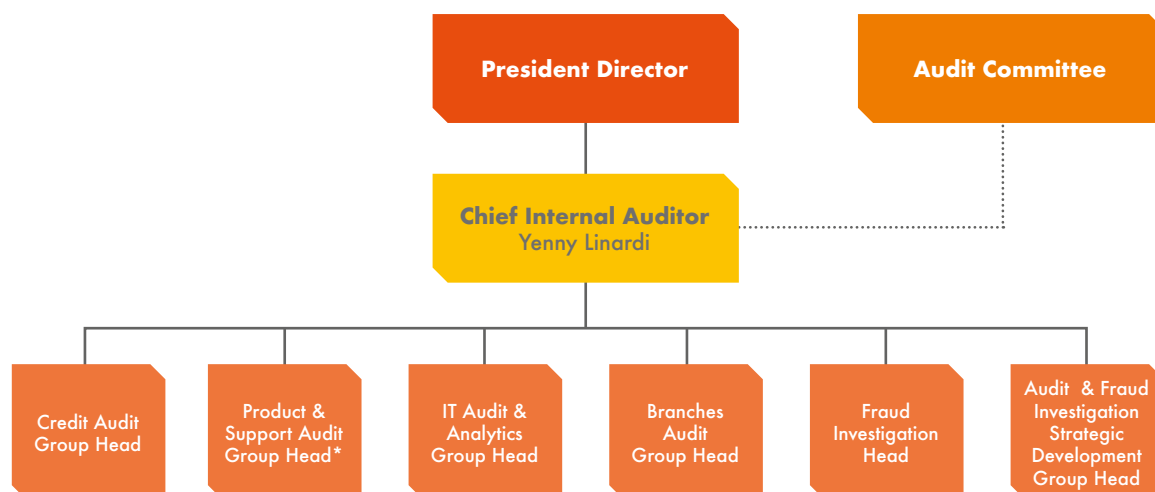 President Director
Audit Committee
Chief Internal Auditor
Yenny Linardi
Credit Audit
Group Head
Product &
Support Audit
Group Head*
IT Audit &
Analytics
Group Head
Branches
Audit
Group Head
Fraud
Investigation
Head
Audit & Fraud
Investigation
Strategic
Development
Group Head